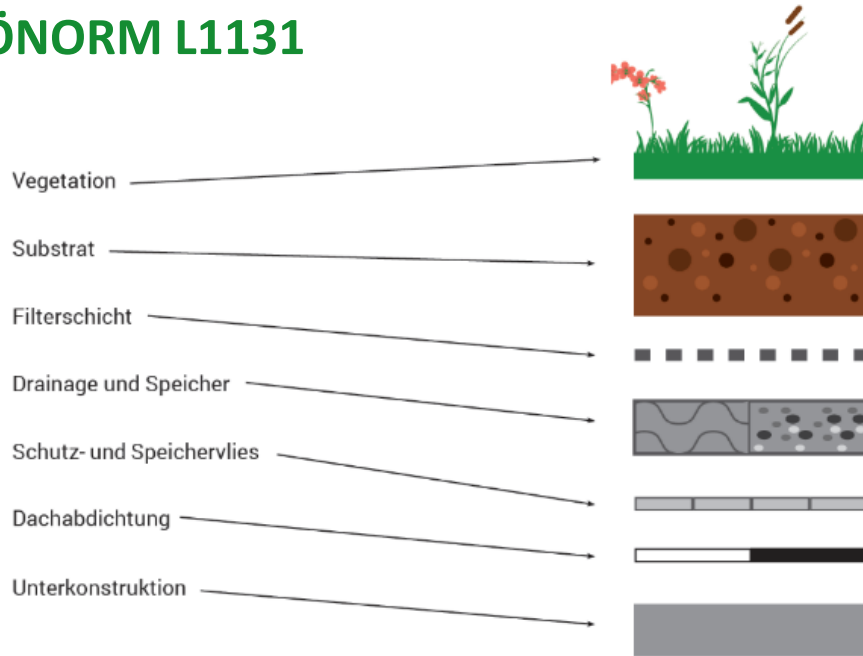 ÖNORM L1131
Vegetation
Substrat
Filterschicht
Drainage und Speicher
Schutz- und Speichervlies
Dachabdichtung
Unterkonstruktion